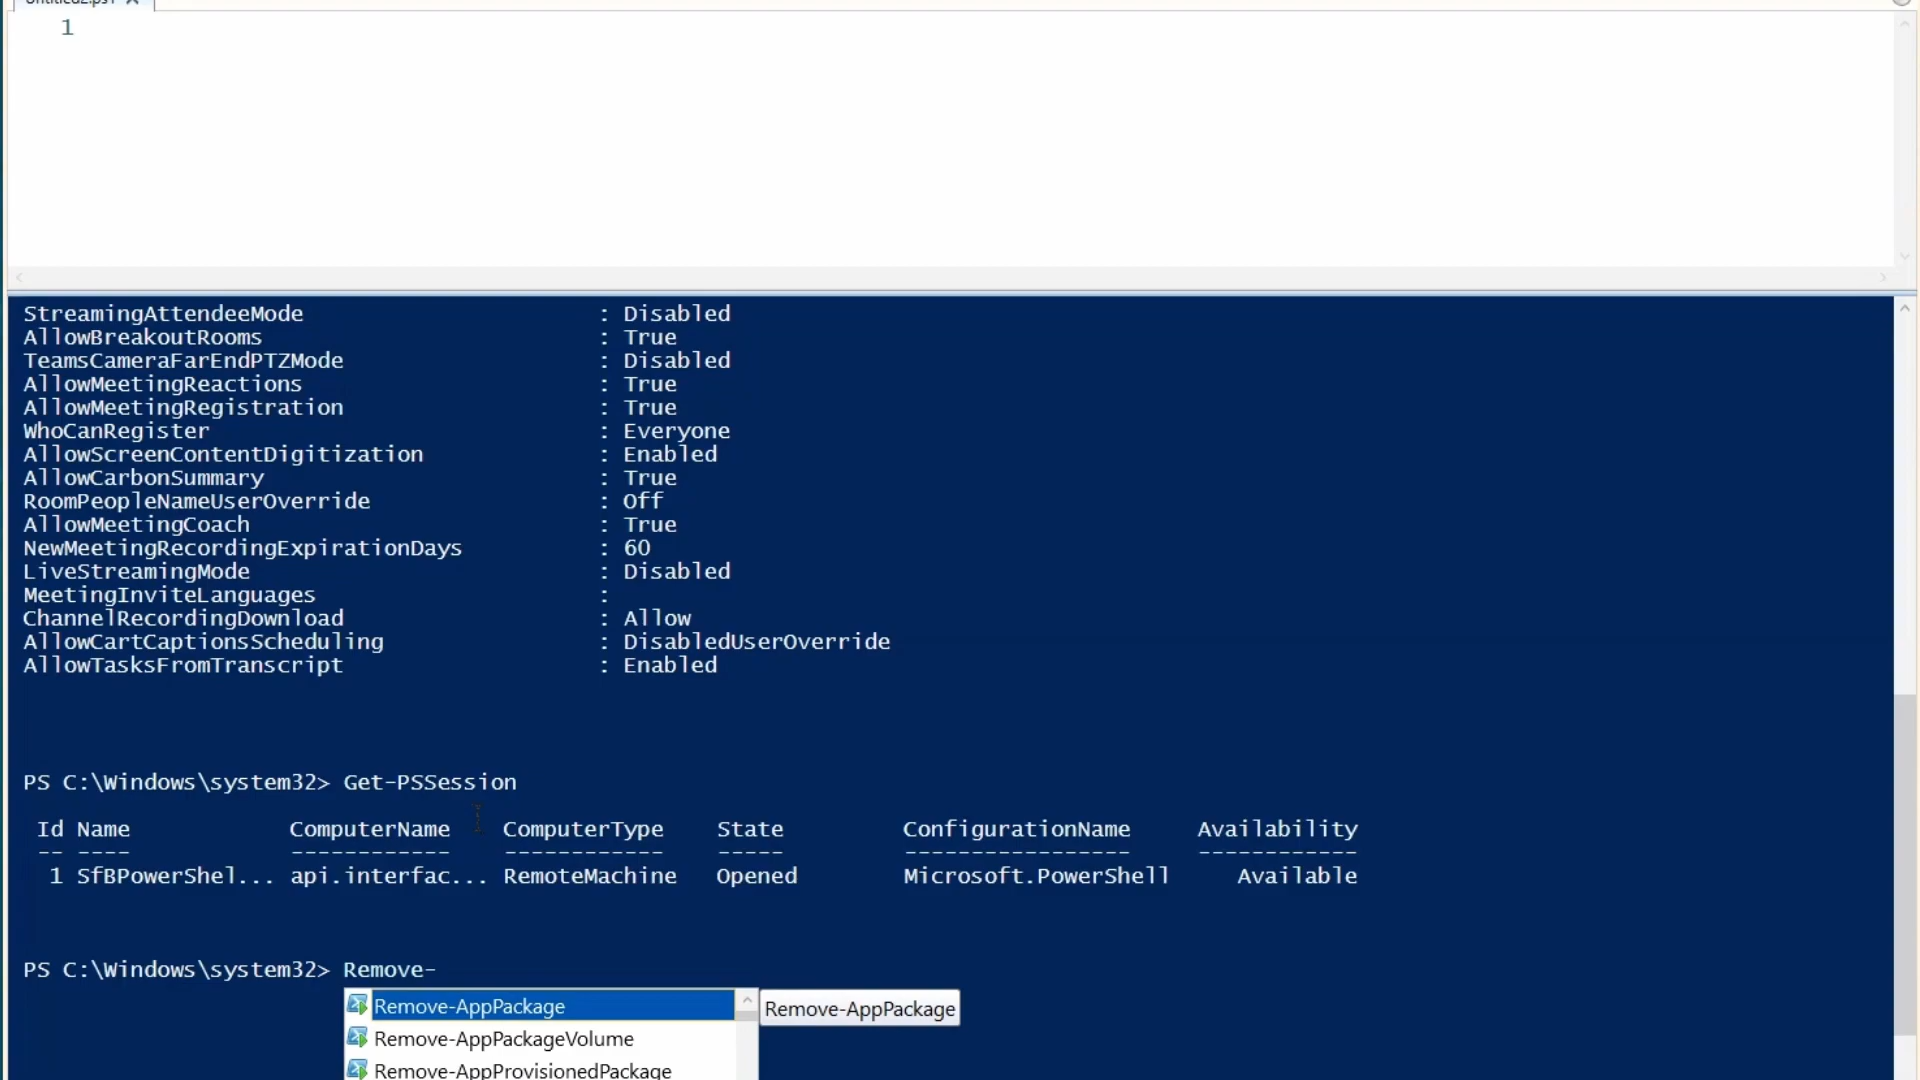 Untitled2.ps1 X
1
StreamingAttendeeMode : Disabled
AllowBreakoutRooms : True
TeamsCameraFarEndPTZMode : Disabled
AllowMeetingReactions : True
AllowMeetingRegistration : True
WhoCanRegister : Everyone
AllowScreenContentDigitization : Enabled
AllowCarbonSummary : True
RoomPeopleNameUserOverride : Off
AllowMeetingCoach : True
NewMeetingRecordingExpirationDays : 60
LiveStreamingMode : Disabled
MeetingInviteLanguages :
ChannelRecordingDownload : Allow
AllowCartCaptionsScheduling : DisabledUserOverride
AllowTasksFromTranscript : Enabled
PS C:\Windows\system32> Get-PSSession
Id Name ComputerName ComputerType State ConfigurationName Availability
-- ---- ------------ ------------ ----- ----------------- ------------
1 SfBPowerShel... api.interfac... RemoteMachine Opened Microsoft.PowerShell Available
PS C:\Windows\system32> Remove-
Remove-AppPackage Remove-AppPackage
Remove-AppPackageVolume
Remove-AppProvisionedPackage